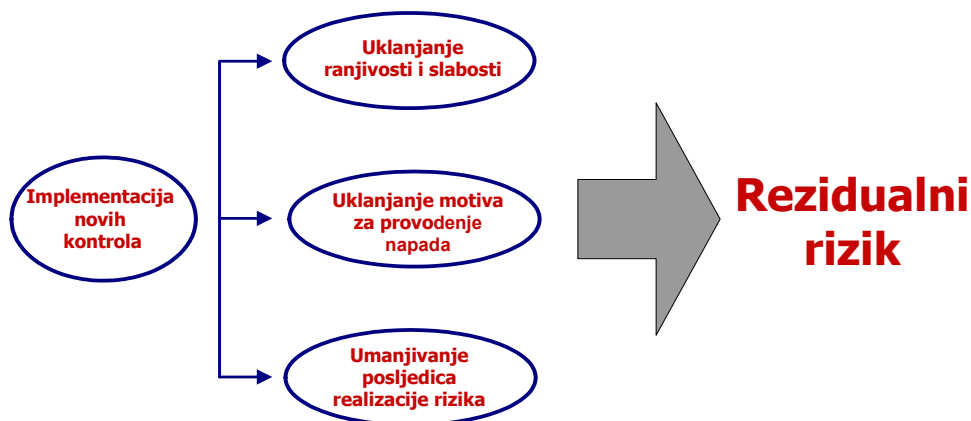 Uklanjanje
ranjivosti i slabosti
Implementacija
novih
kontrola
Uklanjanje motiva
za provođenje
napada
Umanjivanje
posljedica
realizacije rizika
Rezidualni
rizik